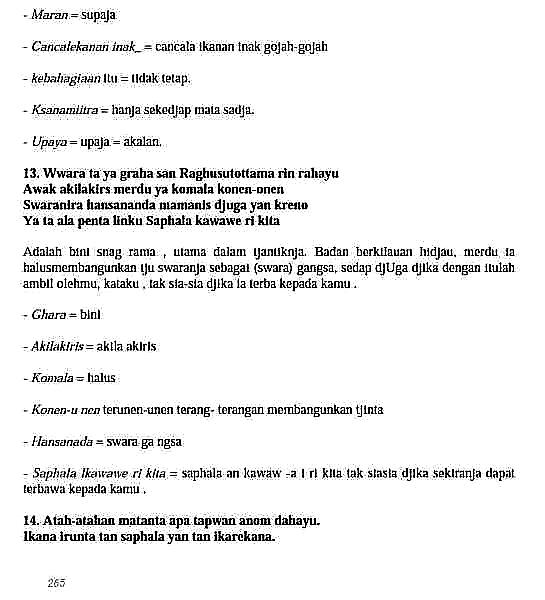 - Maran = supaja
- Cancalekanan inak_ = cancala ikanan inak gojah-gojah
- kebahagiaan itu = tidak tetap.
- Ksanamlitra = hanja sekedjap mata sadja.
- Upaya = upaja = akalan.
13. Wwara ta ya graha san Raghusutottama rin rahayu
Awak akilakirs merdu ya komala konen-onen
Swaranira hansananda mamanis djuga yan kreno
Ya ta ala penta linku Saphala kawawe ri kita
Adalah bini snag rama , utama dalam tjantiknja. Badan berkilauan hidjau, merdu ia
halusmembangunkan tju swaranja sebagai (swara) gangsa, sedap djUga djika dengan itulah
ambil olehmu, kataku , tak sia-sia djika ia terba kepada kamu .
- Ghara = bini
- Akilakiris = akila akiris
- Komala = halus
- Konen-u nen terunen-unen terang- terangan membangunkan tjinta
- Hansanada = swara ga ngsa
- Saphala Ikawawe ri kita = saphala an kawaw -a i ri kita tak siasia djika sekiranja dapat
terbawa kepada kamu .
14. Atah-atahan matanta apa tapwan anom dahayu.
Ikana irunta tan saphala yan tan ikarekana.
265